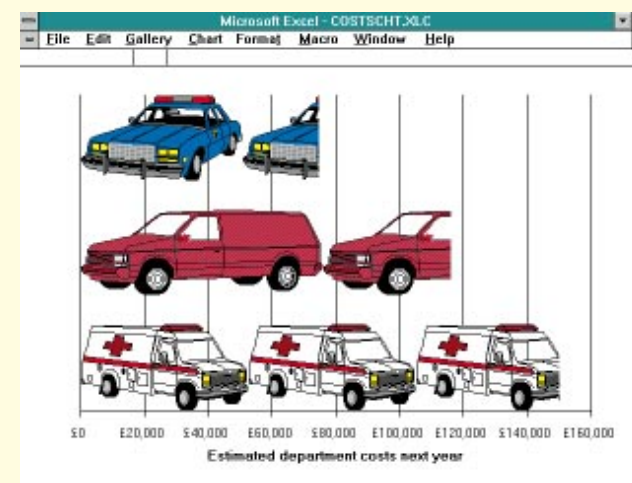 Microsoft Excel - COSTSCHT.XLC
File Edit Gallery Chart Format Macro Window Help
£0 £20,000 £40,000 £60,000 £80,000 £100,000 £120,000 £140,000 £160,000
Estimated department costs next year